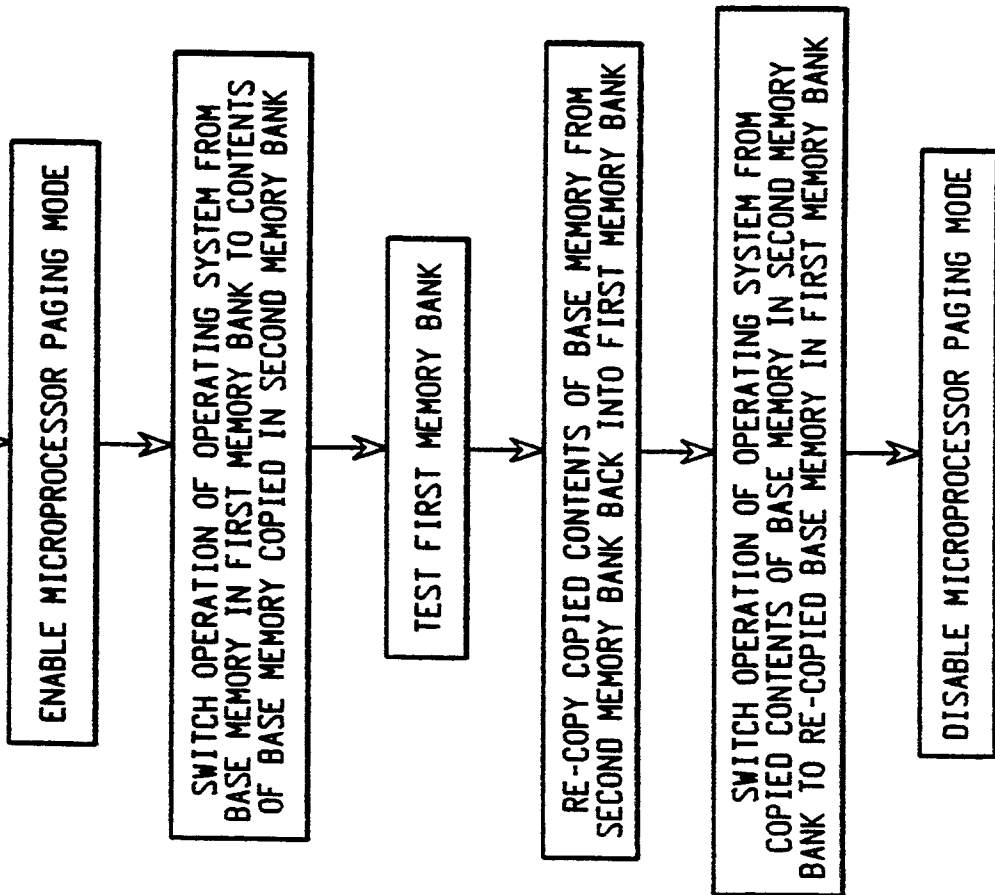 ENABLE MICROPROCESSOR PAGING MODE
SWITCH OPERATION OF OPERATING SYSTEM FROM
BASE MEMORY IN FIRST MEMORY BANK TO CONTENTS
OF BASE MEMORY COPIED IN SECOND MEMORY BANK
TEST FIRST MEMORY BANK
RE-COPY COPIED CONTENTS OF BASE MEMORY FROM
SECOND MEMORY BANK BACK INTO FIRST MEMORY BANK
SWITCH OPERATION OF OPERATING SYSTEM FROM
COPIED CONTENTS OF BASE MEMORY IN SECOND MEMORY
BANK TO RE-COPIED BASE MEMORY IN FIRST MEMORY BANK
DISABLE MICROPROCESSOR PAGING MODE